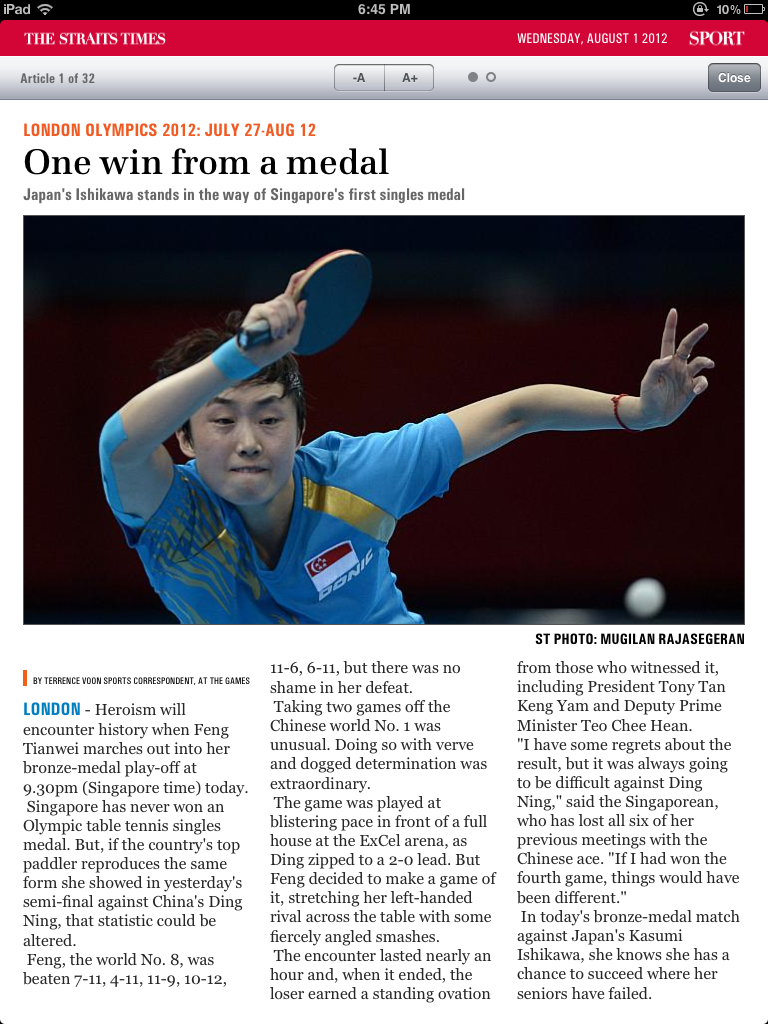 iPad 6:45 PM 10%
THE STRAITS TIMES WEDNESDAY, AUGUST 1 2012 SPORT
Article 1 of 32 -A A+ Close
LONDON OLYMPICS 2012: JULY 27-AUG 12
One win from a medal
Japan's Ishikawa stands in the way of Singapore's first singles medal
DONIC
ST PHOTO: MUGILAN RAJASEGERAN
BY TERRENCE VOON SPORTS CORRESPONDENT, AT THE GAMES
LONDON - Heroism will
encounter history when Feng
Tianwei marches out into her
bronze-medal play-off at
9.30pm (Singapore time) today.
Singapore has never won an
Olympic table tennis singles
medal. But, if the country's top
paddler reproduces the same
form she showed in yesterday's
semi-final against China's Ding
Ning, that statistic could be
altered.
Feng, the world No. 8, was
beaten 7-11, 4-11, 11-9, 10-12,
11-6, 6-11, but there was no
shame in her defeat.
Taking two games off the
Chinese world No. 1 was
unusual. Doing so with verve
and dogged determination was
extraordinary.
The game was played at
blistering pace in front of a full
house at the ExCel arena, as
Ding zipped to a 2-0 lead. But
Feng decided to make a game of
it, stretching her left-handed
rival across the table with some
fiercely angled smashes.
The encounter lasted nearly an
hour and, when it ended, the
loser earned a standing ovation
from those who witnessed it,
including President Tony Tan
Keng Yam and Deputy Prime
Minister Teo Chee Hean.
"I have some regrets about the
result, but it was always going
to be difficult against Ding
Ning," said the Singaporean,
who has lost all six of her
previous meetings with the
Chinese ace. "If I had won the
fourth game, things would have
been different."
In today's bronze-medal match
against Japan's Kasumi
Ishikawa, she knows she has a
chance to succeed where her
seniors have failed.